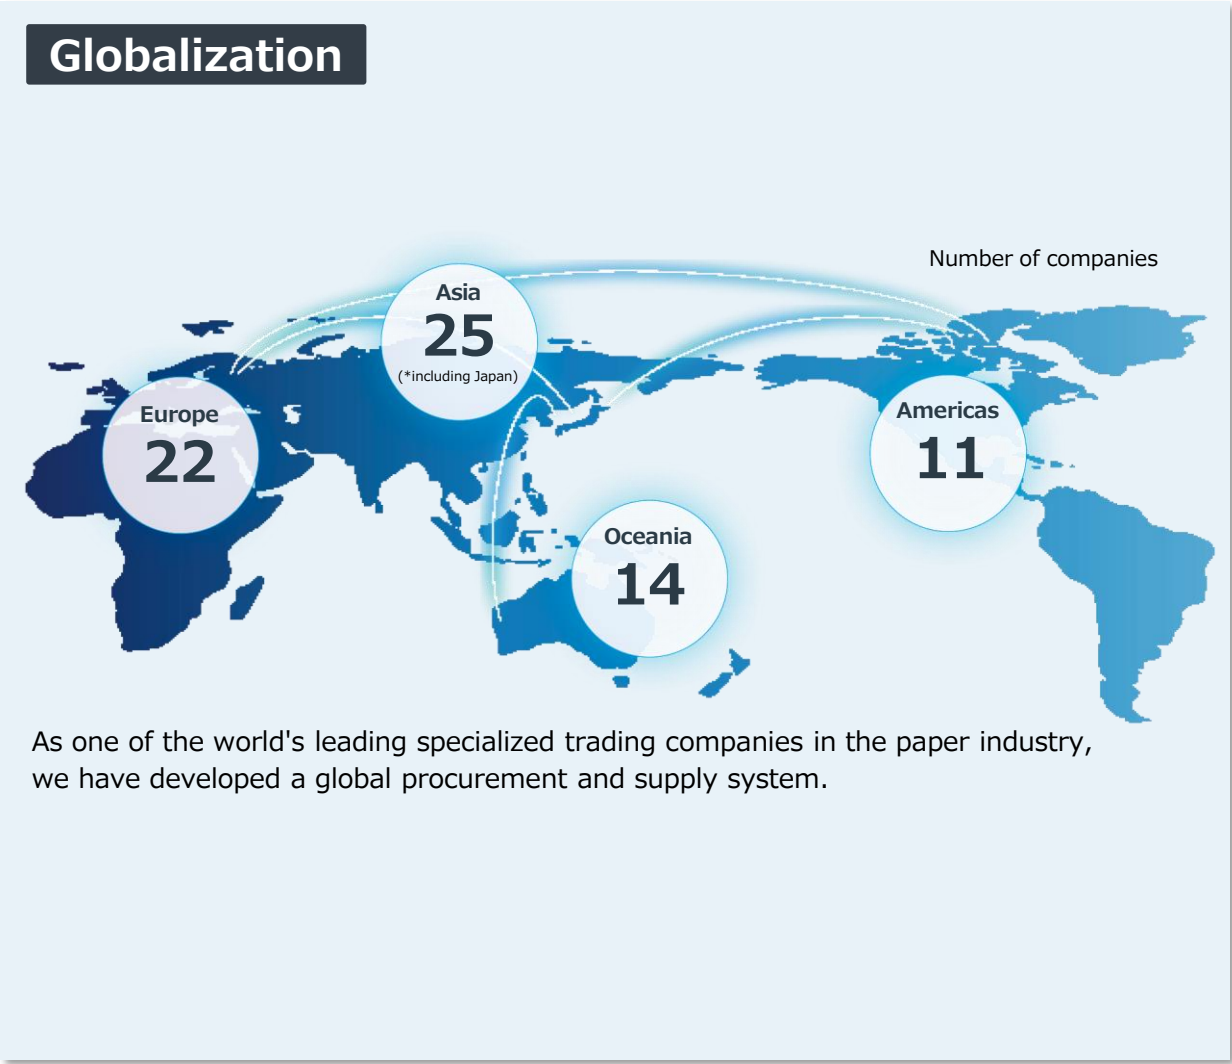 Globalization
Number of companies
Asia
25
(*including Japan)
Europe
22
Americas
11
Oceania
14
As one of the world's leading specialized trading companies in the paper industry,
we have developed a global procurement and supply system.